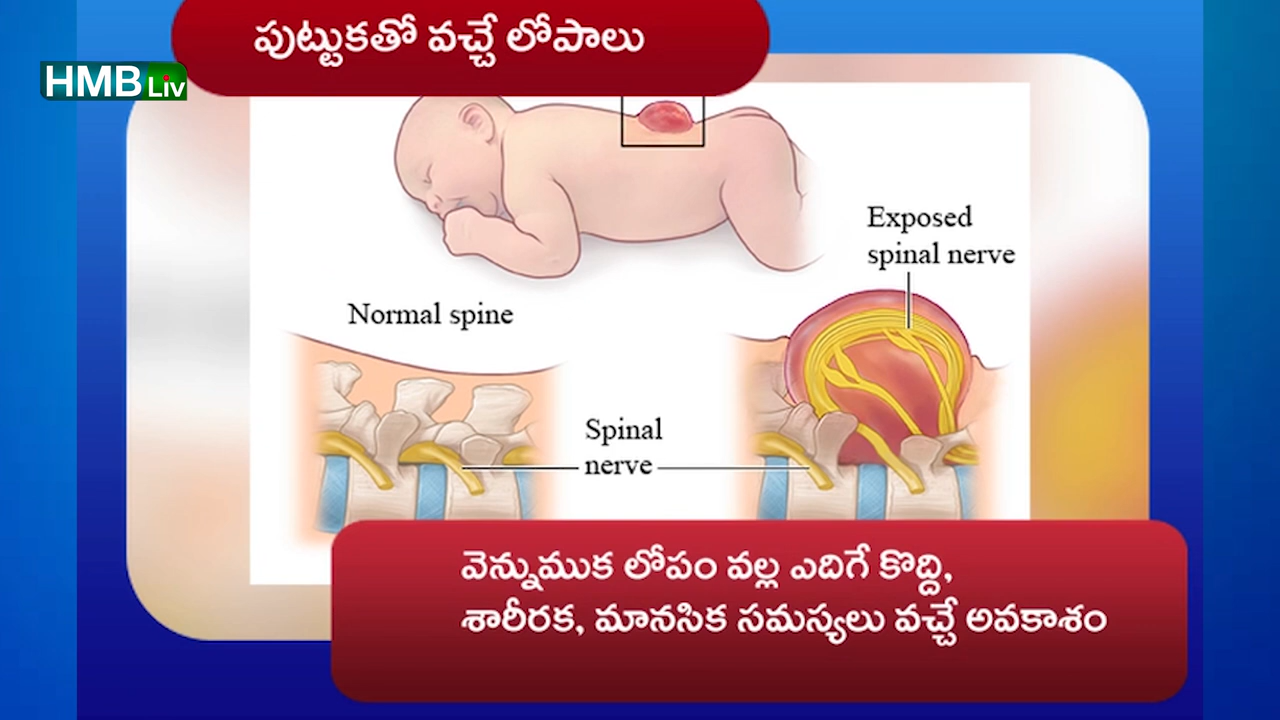 పుట్టుకతో వచ్చే లోపాలు
HMB Liv
Exposed
spinal nerve
Normal spine
Spinal
nerve
వెన్నుముక లోపం వల్ల ఎదిగే కొద్ది,
శారీరక, మానసిక సమస్యలు వచ్చే అవకాశం